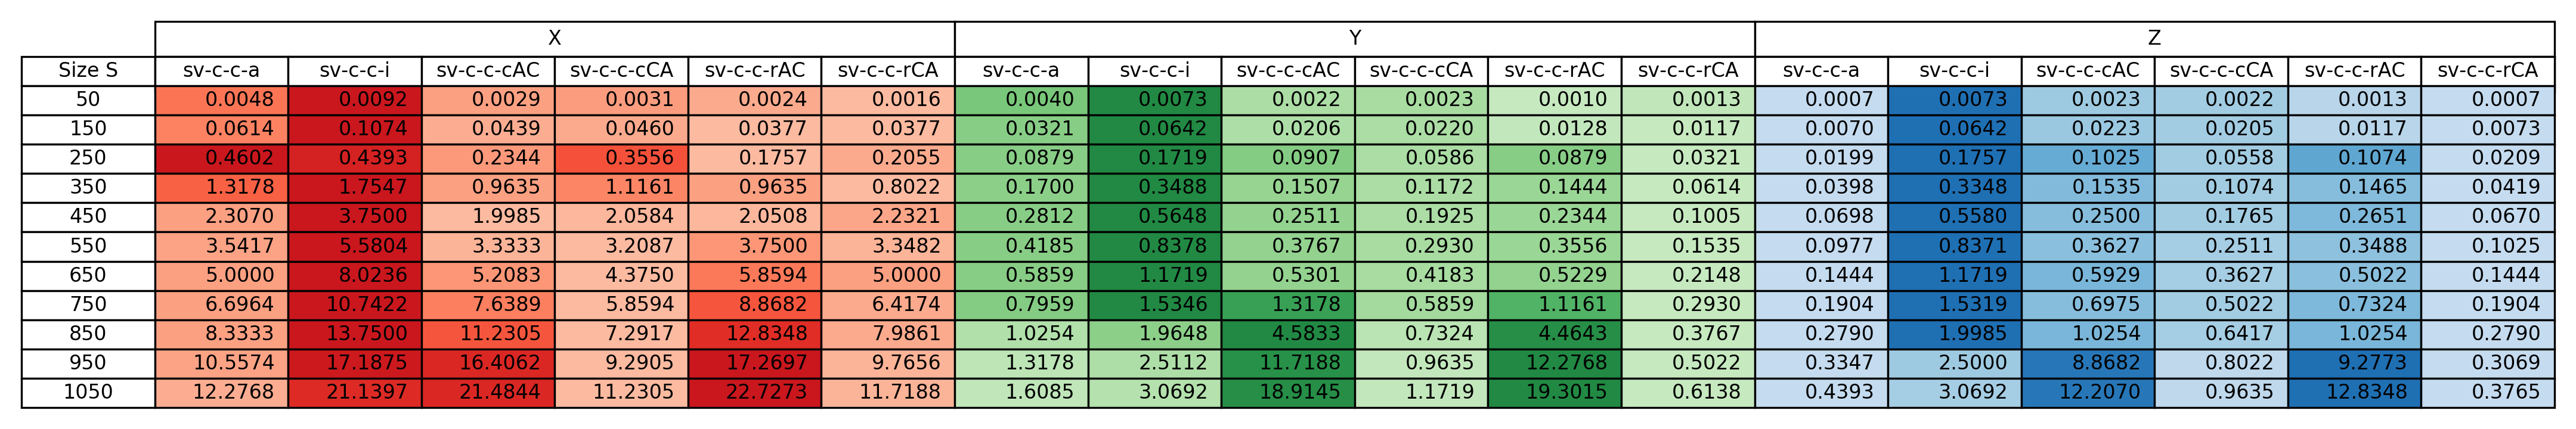 X Y Z
Size S sv-c-c-a sv-c-c-i sv-c-c-cAC sv-c-c-cCA sv-c-c-rAC sv-c-c-rCA sv-c-c-a sv-c-c-i sv-c-c-cAC sv-c-c-cCA sv-c-c-rAC sv-c-c-rCA sv-c-c-a sv-c-c-i sv-c-c-cAC sv-c-c-cCA sv-c-c-rAC sv-c-c-rCA
50 0.0048 0.0092 0.0029 0.0031 0.0024 0.0016 0.0040 0.0073 0.0022 0.0023 0.0010 0.0013 0.0007 0.0073 0.0023 0.0022 0.0013 0.0007
150 0.0614 0.1074 0.0439 0.0460 0.0377 0.0377 0.0321 0.0642 0.0206 0.0220 0.0128 0.0117 0.0070 0.0642 0.0223 0.0205 0.0117 0.0073
250 0.4602 0.4393 0.2344 0.3556 0.1757 0.2055 0.0879 0.1719 0.0907 0.0586 0.0879 0.0321 0.0199 0.1757 0.1025 0.0558 0.1074 0.0209
350 1.3178 1.7547 0.9635 1.1161 0.9635 0.8022 0.1700 0.3488 0.1507 0.1172 0.1444 0.0614 0.0398 0.3348 0.1535 0.1074 0.1465 0.0419
450 2.3070 3.7500 1.9985 2.0584 2.0508 2.2321 0.2812 0.5648 0.2511 0.1925 0.2344 0.1005 0.0698 0.5580 0.2500 0.1765 0.2651 0.0670
550 3.5417 5.5804 3.3333 3.2087 3.7500 3.3482 0.4185 0.8378 0.3767 0.2930 0.3556 0.1535 0.0977 0.8371 0.3627 0.2511 0.3488 0.1025
650 5.0000 8.0236 5.2083 4.3750 5.8594 5.0000 0.5859 1.1719 0.5301 0.4183 0.5229 0.2148 0.1444 1.1719 0.5929 0.3627 0.5022 0.1444
750 6.6964 10.7422 7.6389 5.8594 8.8682 6.4174 0.7959 1.5346 1.3178 0.5859 1.1161 0.2930 0.1904 1.5319 0.6975 0.5022 0.7324 0.1904
850 8.3333 13.7500 11.2305 7.2917 12.8348 7.9861 1.0254 1.9648 4.5833 0.7324 4.4643 0.3767 0.2790 1.9985 1.0254 0.6417 1.0254 0.2790
950 10.5574 17.1875 16.4062 9.2905 17.2697 9.7656 1.3178 2.5112 11.7188 0.9635 12.2768 0.5022 0.3347 2.5000 8.8682 0.8022 9.2773 0.3069
1050 12.2768 21.1397 21.4844 11.2305 22.7273 11.7188 1.6085 3.0692 18.9145 1.1719 19.3015 0.6138 0.4393 3.0692 12.2070 0.9635 12.8348 0.3765